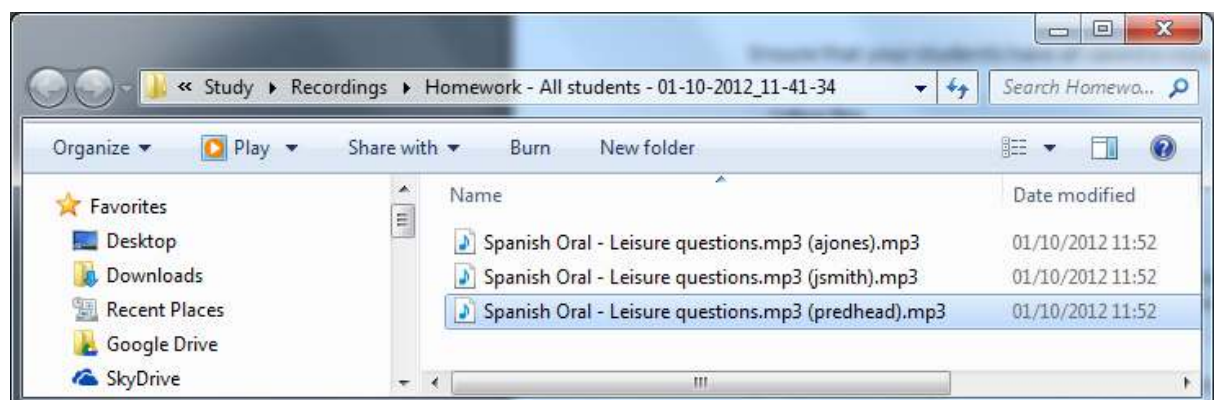 « Study ▸ Recordings ▸ Homework - All students - 01-10-2012_11-41-34 Search Homewo...
Organize Play Share with Burn New folder
Name Date modified
Favorites
Desktop
Downloads
Recent Places
Google Drive
SkyDrive
Spanish Oral - Leisure questions.mp3 (ajones).mp3 01/10/2012 11:52
Spanish Oral - Leisure questions.mp3 (jsmith).mp3 01/10/2012 11:52
Spanish Oral - Leisure questions.mp3 (predhead).mp3 01/10/2012 11:52